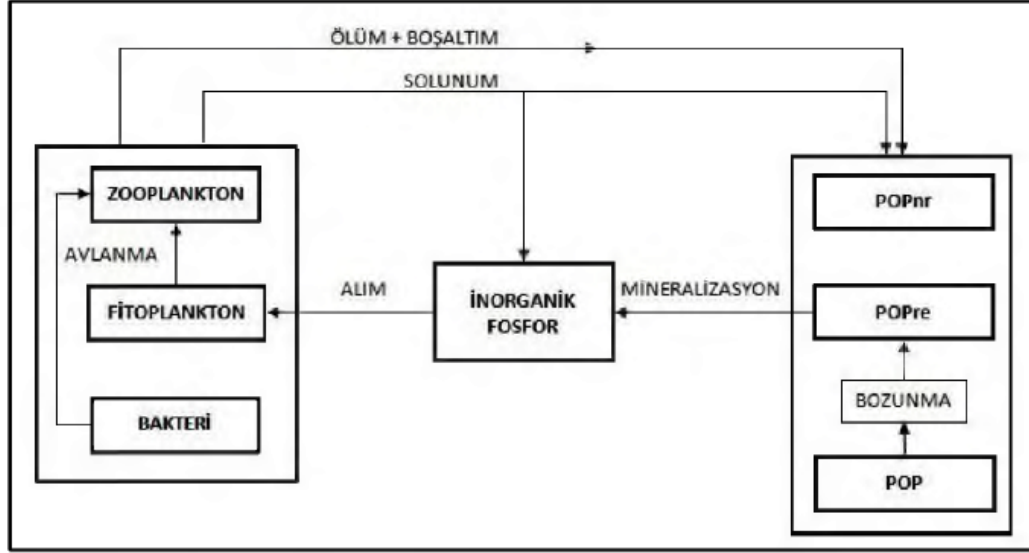 ÖLÜM + BOŞALTIM
SOLUNUM
ZOOPLANKTON
AVLANMA
FİTOPLANKTON
BAKTERİ
ALIM
İNORGANİK
FOSFOR
MİNERALİZASYON
POPnr
POPre
BOZUNMA
POP